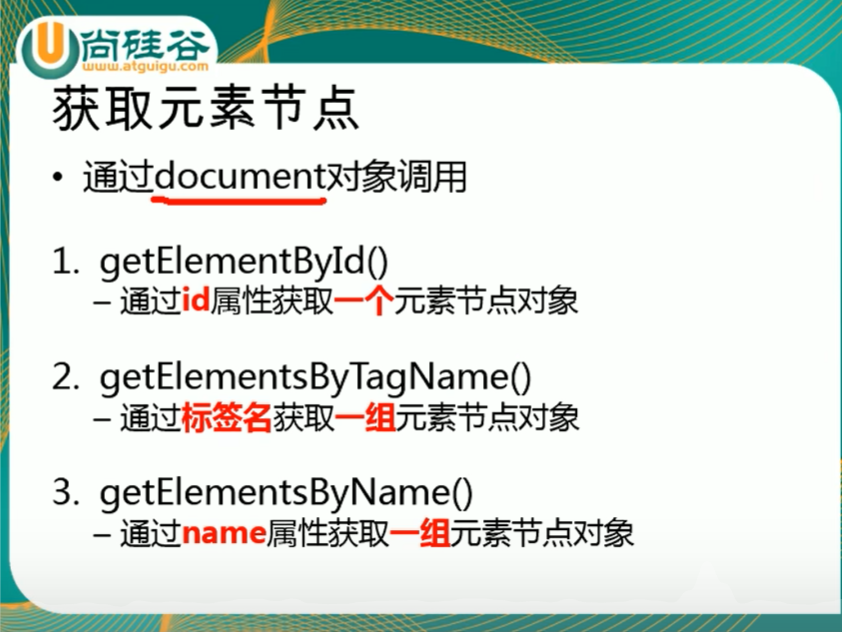 尚硅谷
www.atguigu.com
获取元素节点
• 通过document对象调用
1. getElementById()
– 通过id属性获取一个元素节点对象
2. getElementsByTagName()
– 通过标签名获取一组元素节点对象
3. getElementsByName()
– 通过name属性获取一组元素节点对象